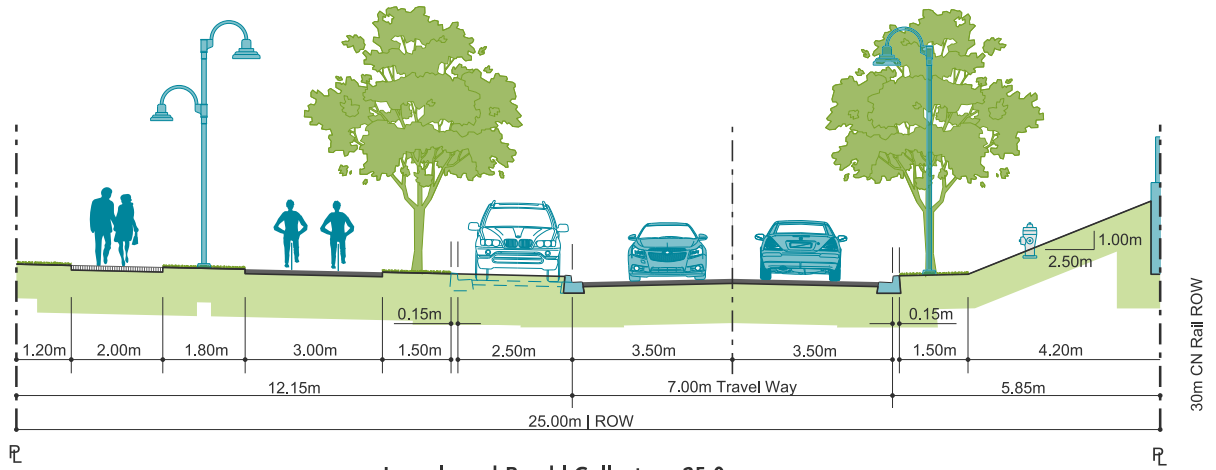 1.00m
2.50m
0.15m
0.15m
1.20m
2.00m
1.80m
3.00m
1.50m
2.50m
3.50m
3.50m
1.50m
4.20m
12.15m
7.00m Travel Way
5.85m
25.00m | ROW
30m CN Rail ROW
PL
PL